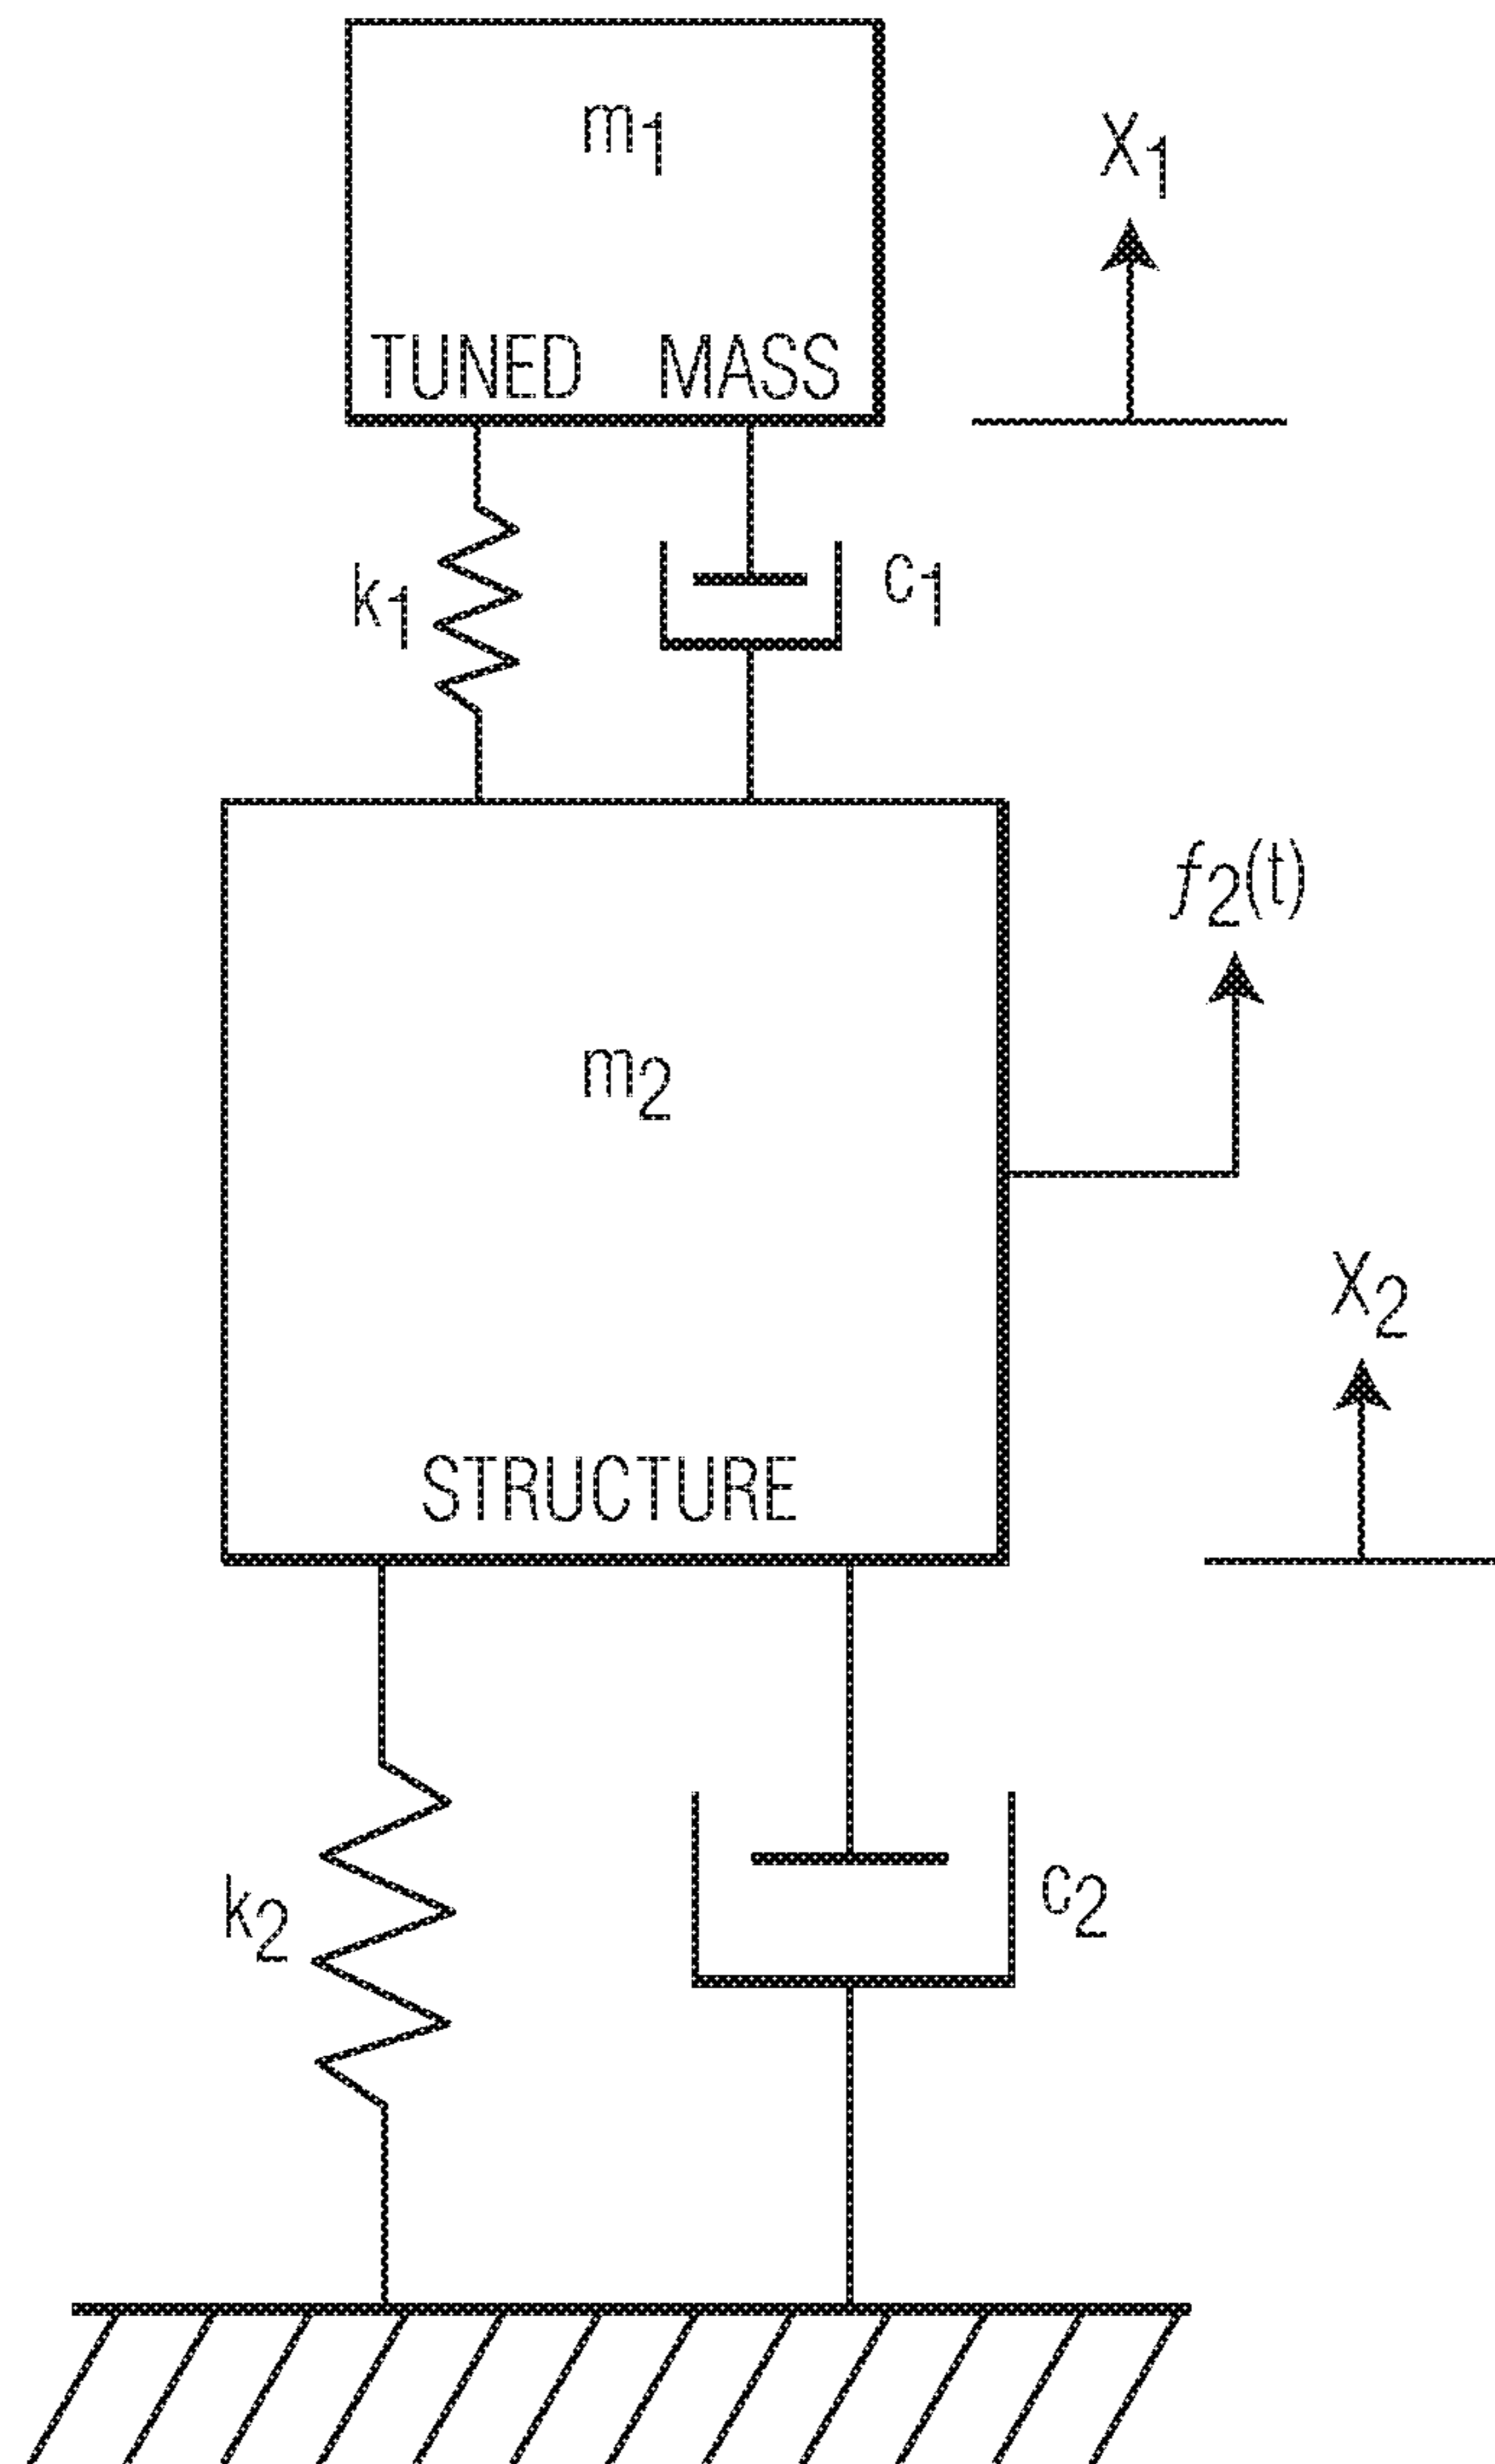 m1
X1
TUNED MASS
k1
c1
f2(t)
m2
X2
STRUCTURE
k2
c2